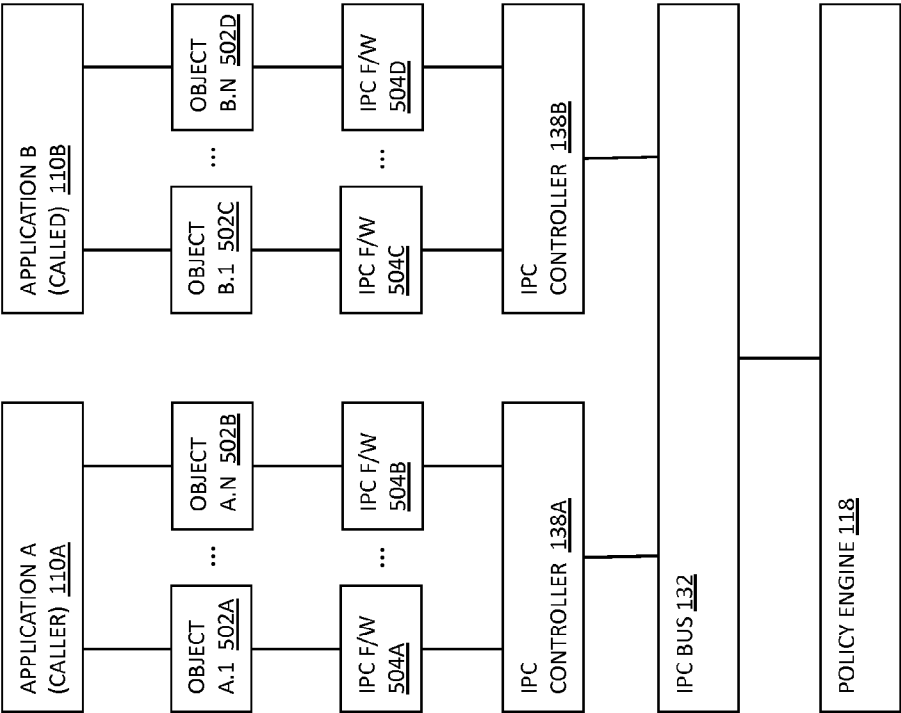 APPLICATION A
(CALLER) 110A
APPLICATION B
(CALLED) 110B
OBJECT
A.1 502A
...
OBJECT
A.N 502B
OBJECT
B.1 502C
...
OBJECT
B.N 502D
IPC F/W
504A
...
IPC F/W
504B
IPC F/W
504C
...
IPC F/W
504D
IPC
CONTROLLER 138A
IPC
CONTROLLER 138B
IPC BUS 132
POLICY ENGINE 118